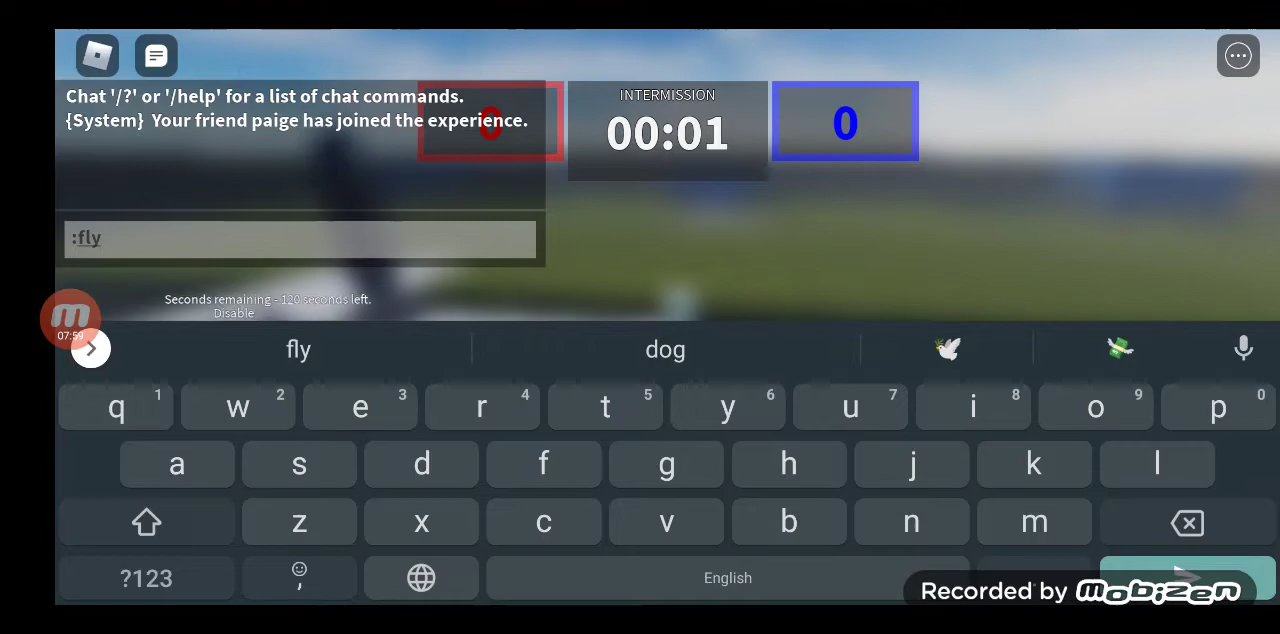 Chat '/?' or '/help' for a list of chat commands.
{System} Your friend paige has joined the experience.
0
INTERMISSION
00:01
0
:fly
Seconds remaining - 120 seconds left.
Disable
07:59
fly dog
q 1 w 2 e 3 r 4 t 5 y 6 u 7 i 8 o 9 p 0
a s d f g h j k l
z x c v b n m
?123 , English
Recorded by mobizen